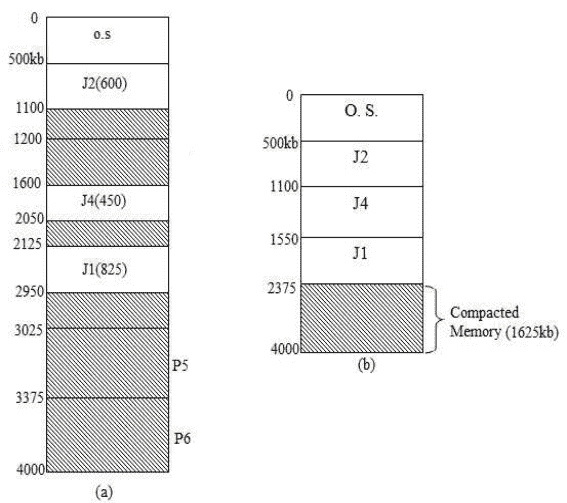 0
o.s
500kb
J2(600)
1100
1200
1600
J4(450)
2050
2125
J1(825)
2950
3025
P5
3375
P6
4000
(a)
0
O. S.
500kb
J2
1100
J4
1550
J1
2375
Compacted
Memory (1625kb)
4000
(b)